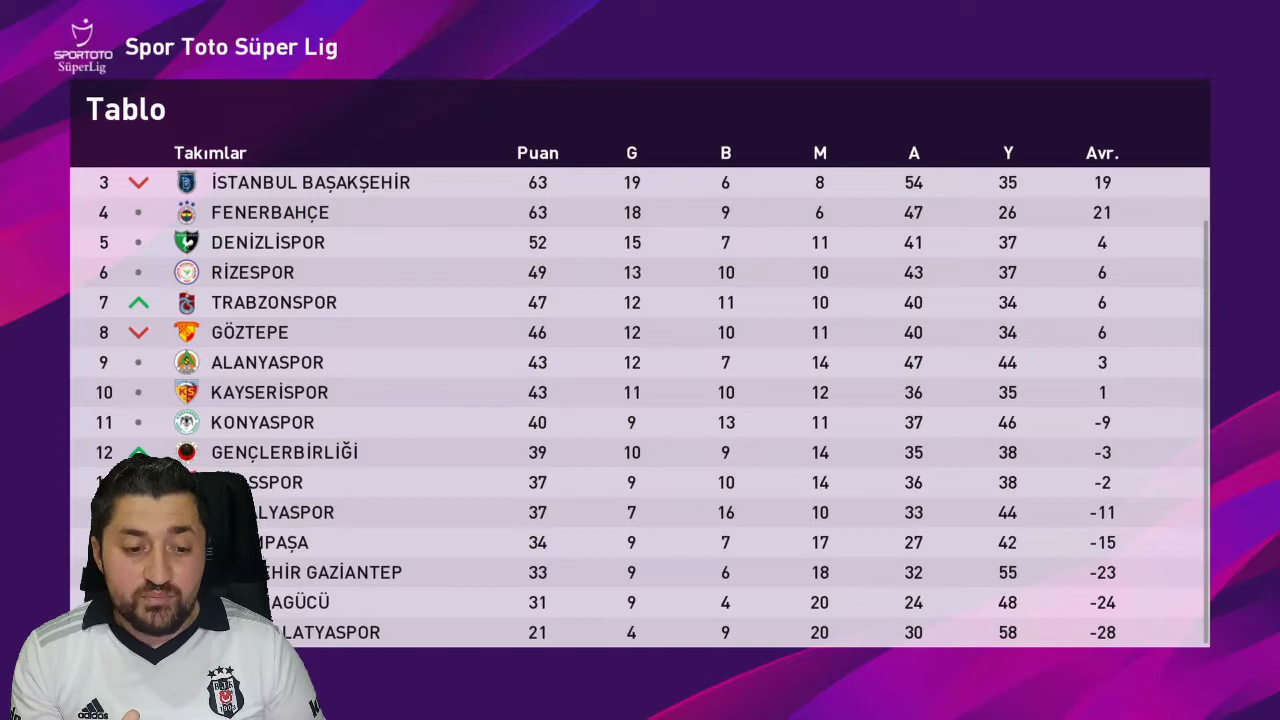 SPORTOTO
SüperLig
Spor Toto Süper Lig
Tablo
Takımlar Puan G B M A Y Avr.
3 İSTANBUL BAŞAKŞEHİR 63 19 6 8 54 35 19
4 FENERBAHÇE 63 18 9 6 47 26 21
5 DENİZLİSPOR 52 15 7 11 41 37 4
6 RİZESPOR 49 13 10 10 43 37 6
7 TRABZONSPOR 47 12 11 10 40 34 6
8 GÖZTEPE 46 12 10 11 40 34 6
9 ALANYASPOR 43 12 7 14 47 44 3
10 KAYSERİSPOR 43 11 10 12 36 35 1
11 KONYASPOR 40 9 13 11 37 46 -9
12 GENÇLERBİRLİĞİ 39 10 9 14 35 38 -3
SSPOR 37 9 10 14 36 38 -2
ALYASPOR 37 7 16 10 33 44 -11
MPAŞA 34 9 7 17 27 42 -15
EHİR GAZİANTEP 33 9 6 18 32 55 -23
AGÜCÜ 31 9 4 20 24 48 -24
LATYASPOR 21 4 9 20 30 58 -28
adidas